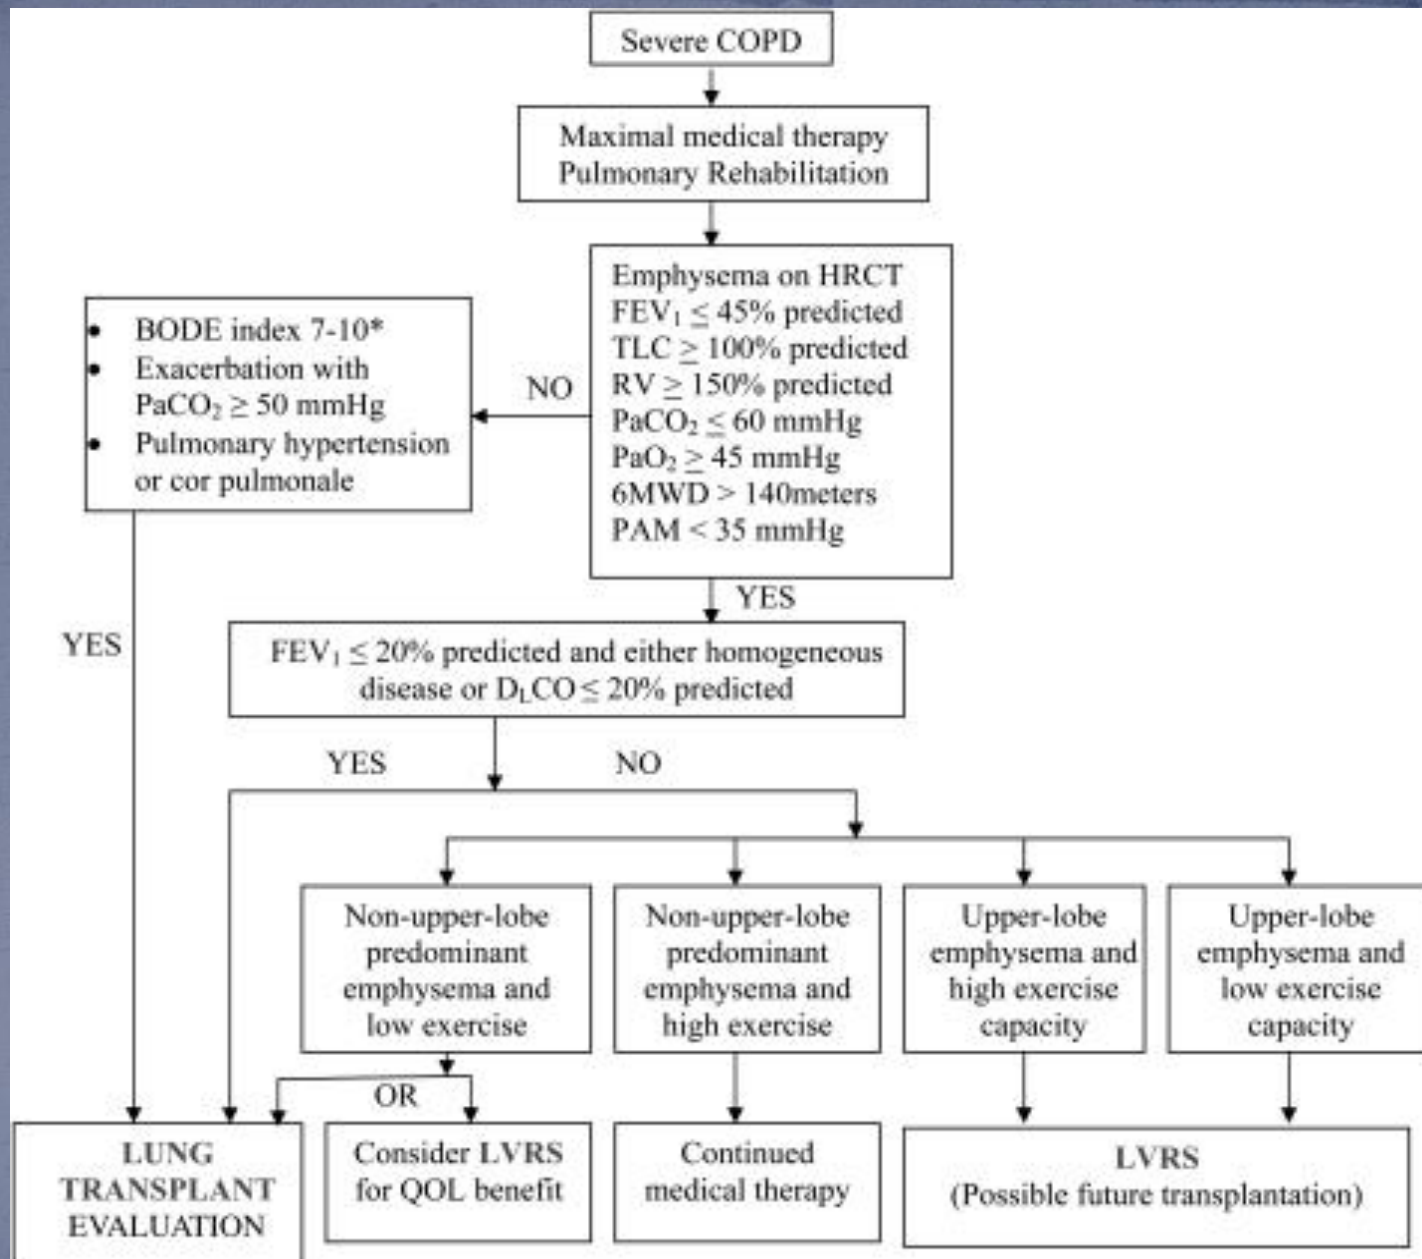 Severe COPD
Maximal medical therapy
Pulmonary Rehabilitation
Emphysema on HRCT
FEV₁ ≤ 45% predicted
TLC ≥ 100% predicted
RV ≥ 150% predicted
PaCO₂ ≤ 60 mmHg
PaO₂ ≥ 45 mmHg
6MWD > 140meters
PAM < 35 mmHg
NO
• BODE index 7-10*
• Exacerbation with
PaCO₂ ≥ 50 mmHg
• Pulmonary hypertension
or cor pulmonale
YES
YES
FEV₁ ≤ 20% predicted and either homogeneous
disease or DLCO ≤ 20% predicted
YES
NO
Non-upper-lobe
predominant
emphysema and
low exercise
Non-upper-lobe
predominant
emphysema and
high exercise
Upper-lobe
emphysema and
high exercise
capacity
Upper-lobe
emphysema and
low exercise
capacity
OR
LUNG
TRANSPLANT
EVALUATION
Consider LVRS
for QOL benefit
Continued
medical therapy
LVRS
(Possible future transplantation)